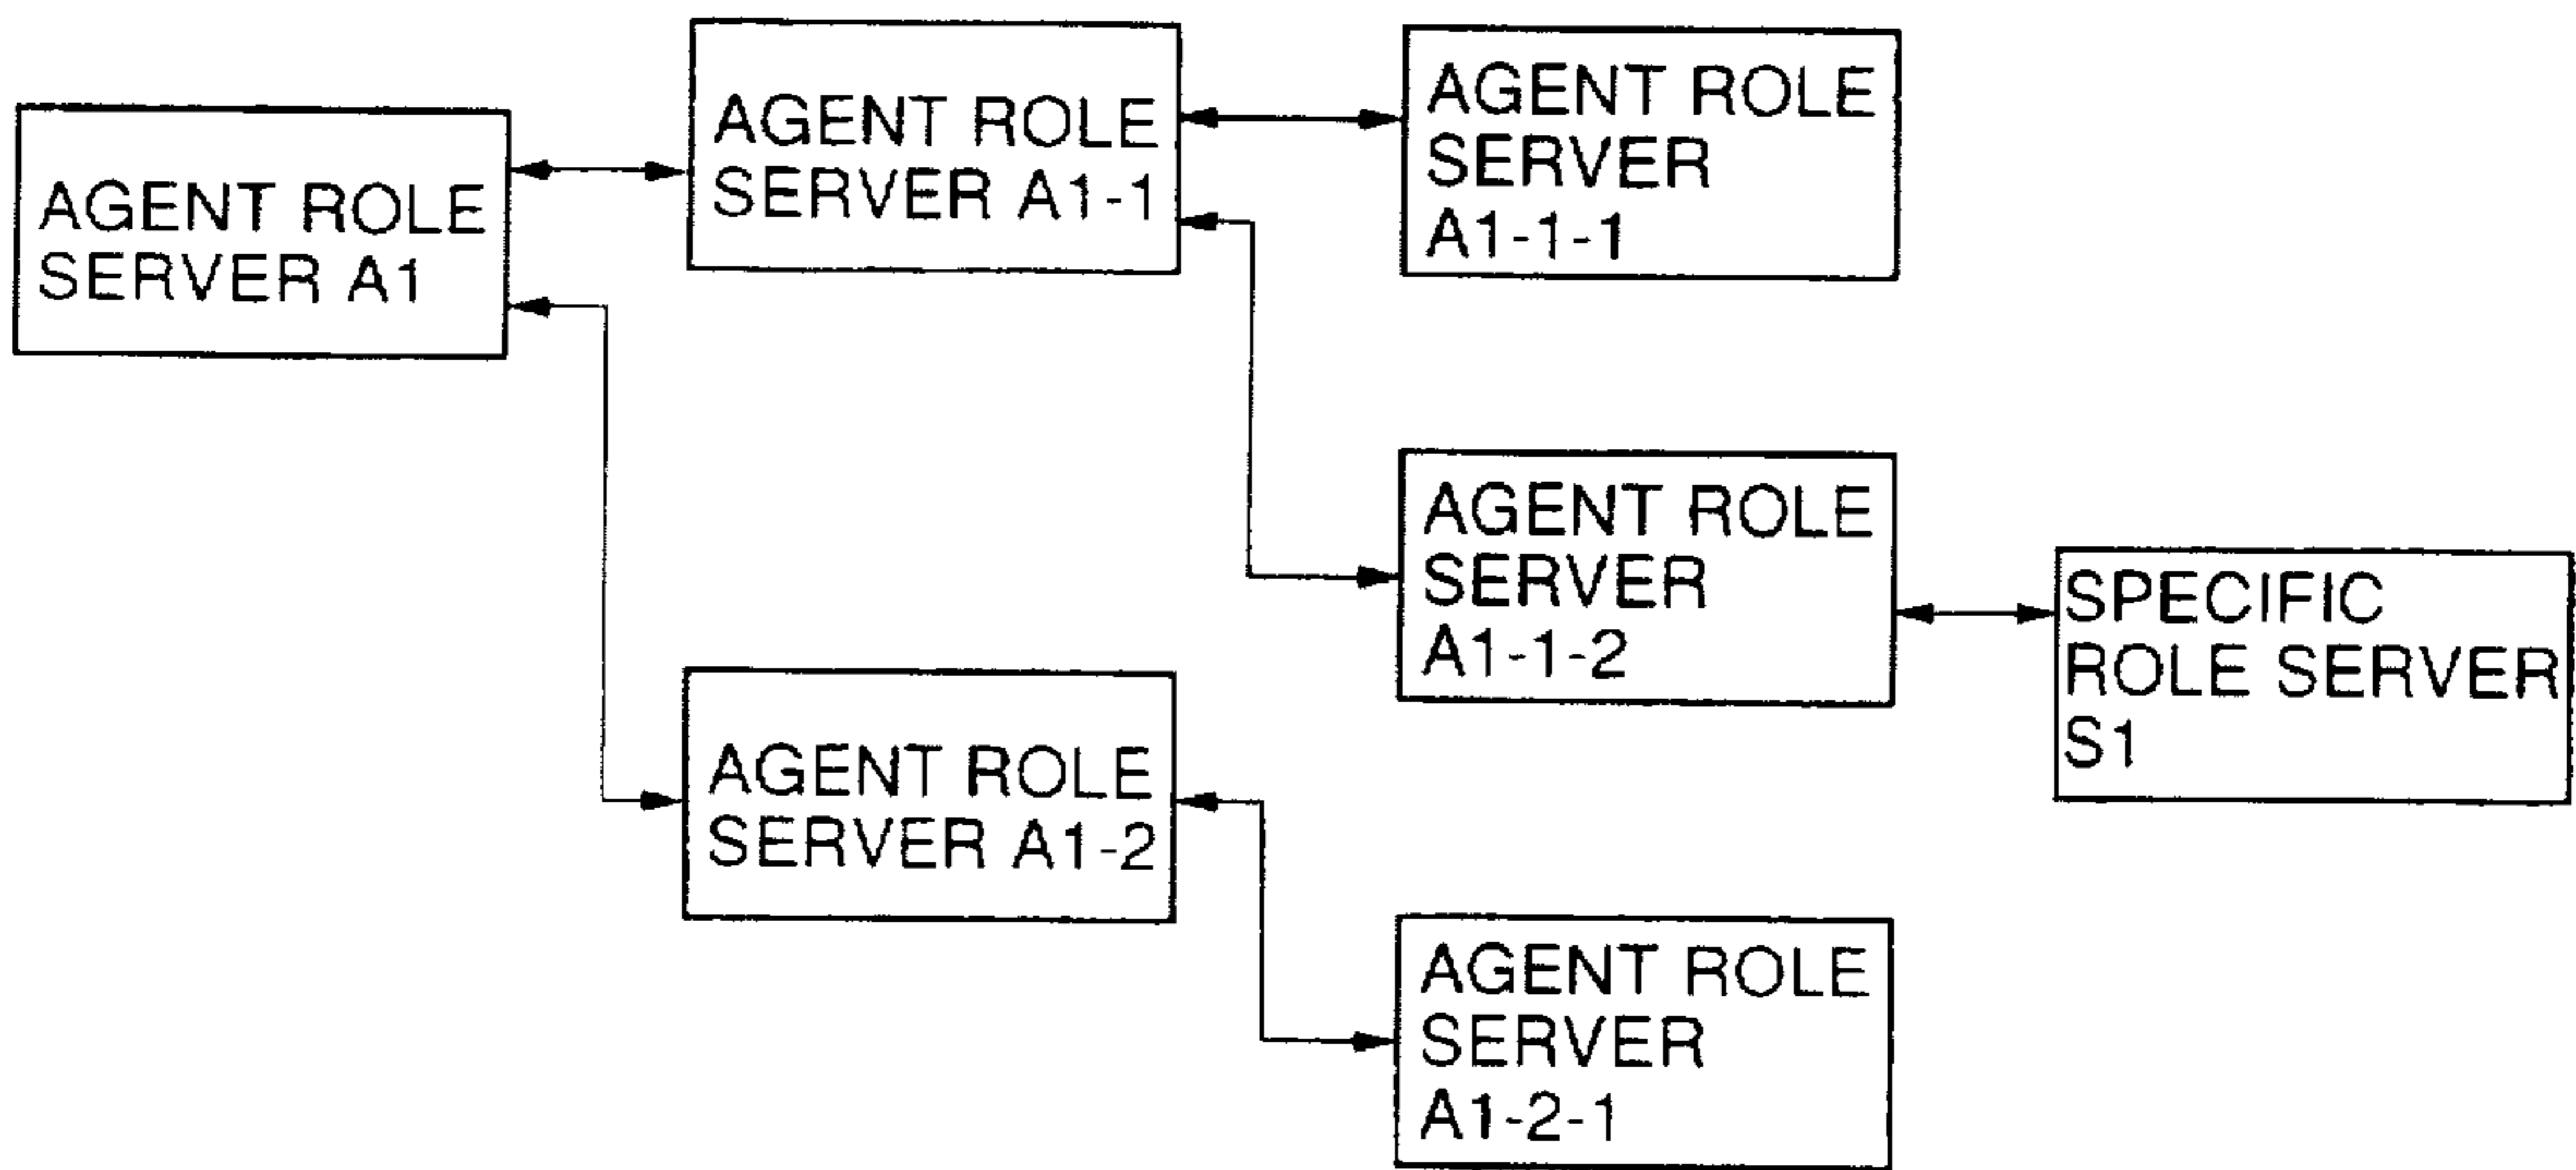 AGENT ROLE
SERVER A1
AGENT ROLE
SERVER A1-1
AGENT ROLE
SERVER
A1-1-1
AGENT ROLE
SERVER
A1-1-2
SPECIFIC
ROLE SERVER
S1
AGENT ROLE
SERVER A1-2
AGENT ROLE
SERVER
A1-2-1